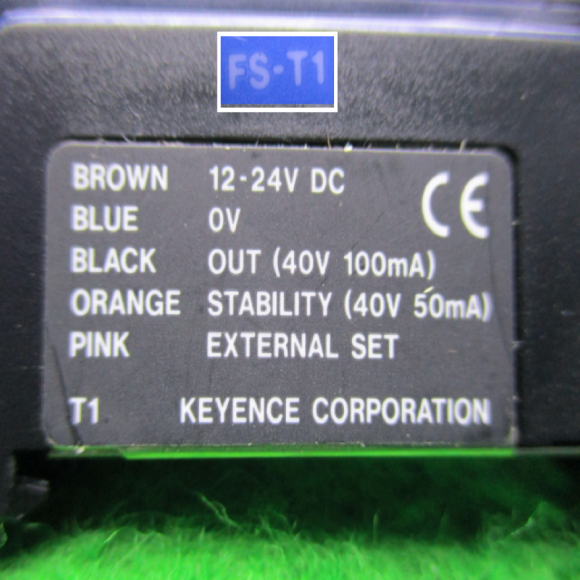 FS-T1
BROWN 12-24V DC
BLUE 0V
BLACK OUT (40V 100mA)
ORANGE STABILITY (40V 50mA)
PINK EXTERNAL SET
T1 KEYENCE CORPORATION
CE